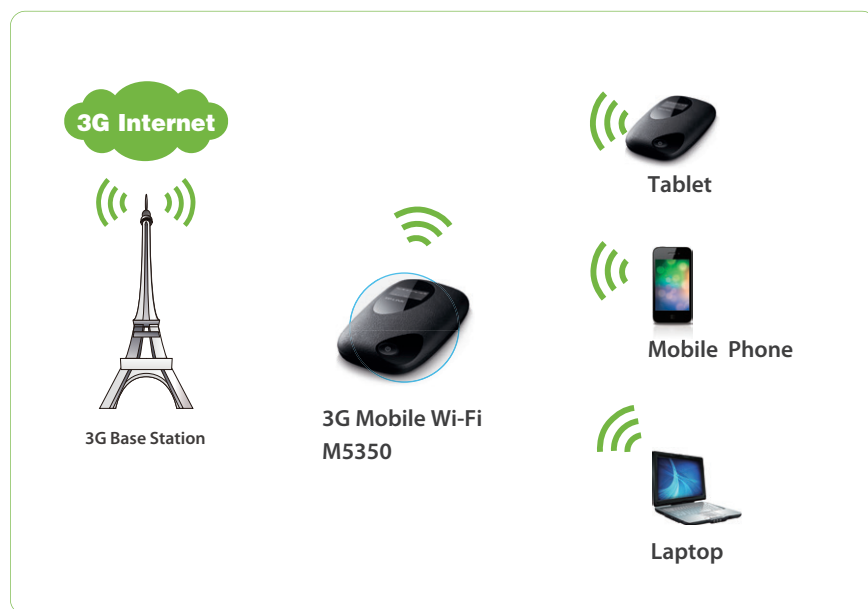 3G Internet
3G Base Station
3G Mobile Wi-Fi
M5350
Tablet
Mobile Phone
Laptop